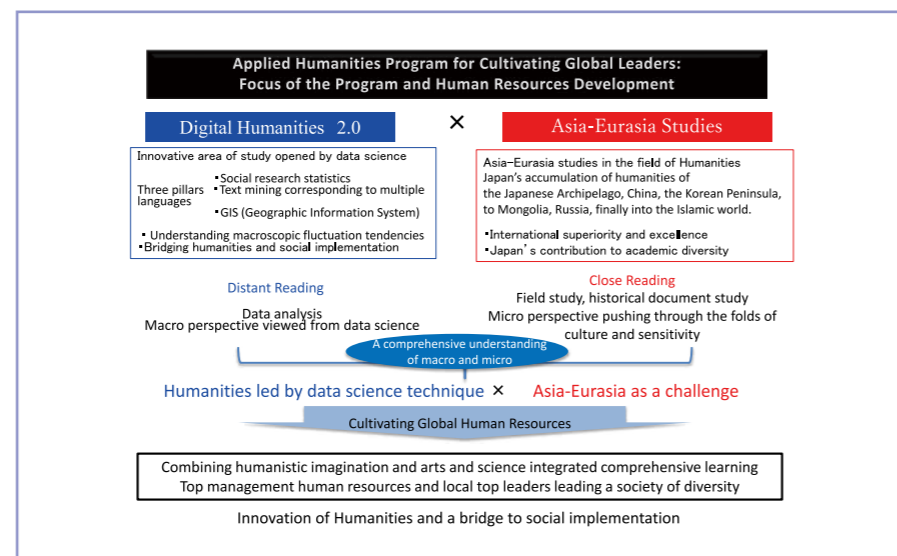 Applied Humanities Program for Cultivating Global Leaders:
Focus of the Program and Human Resources Development
Digital Humanities 2.0
×
Asia-Eurasia Studies
Innovative area of study opened by data science
Three pillars
▪Social research statistics
▪Text mining corresponding to multiple
languages
▪GIS (Geographic Information System)
▪Understanding macroscopic fluctuation tendencies
▪Bridging humanities and social implementation
Asia-Eurasia studies in the field of Humanities
Japan's accumulation of humanities of
the Japanese Archipelago, China, the Korean Peninsula,
to Mongolia, Russia, finally into the Islamic world.
▪International superiority and excellence
▪Japan's contribution to academic diversity
Distant Reading
Data analysis
Macro perspective viewed from data science
Close Reading
Field study, historical document study
Micro perspective pushing through the folds of
culture and sensitivity
A comprehensive understanding
of macro and micro
Humanities led by data science technique × Asia-Eurasia as a challenge
Cultivating Global Human Resources
Combining humanistic imagination and arts and science integrated comprehensive learning
Top management human resources and local top leaders leading a society of diversity
Innovation of Humanities and a bridge to social implementation